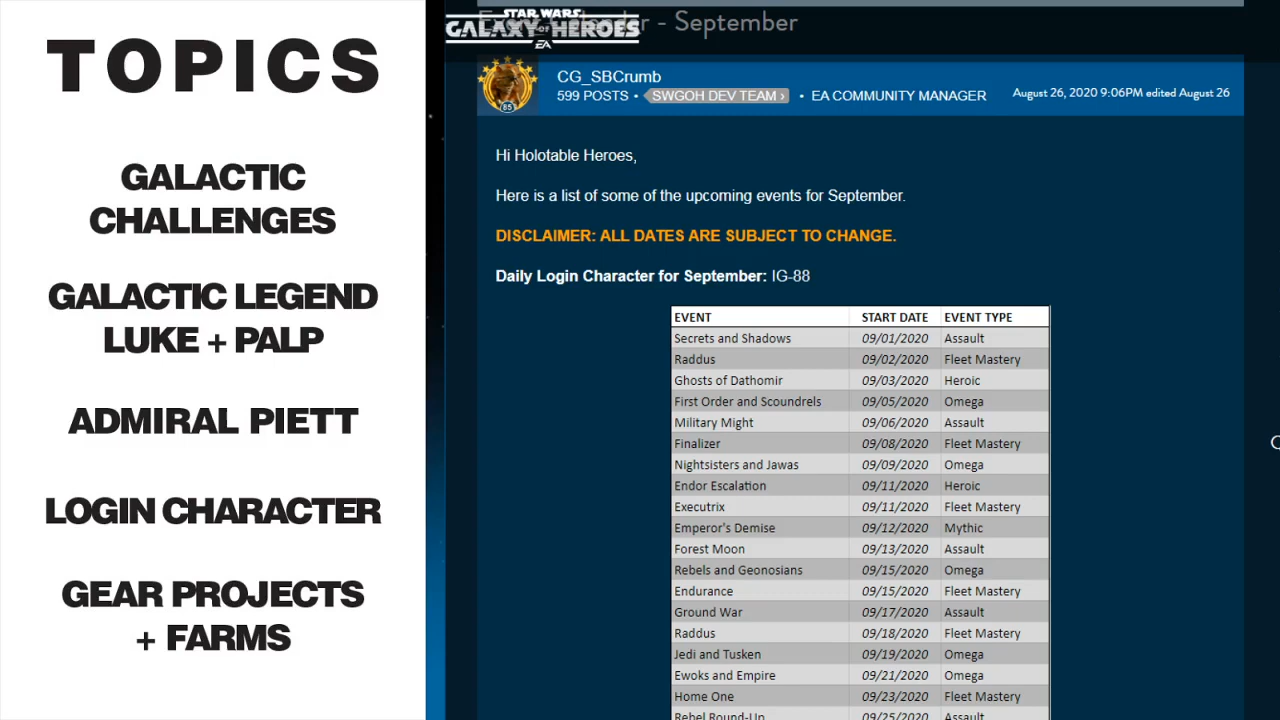 TOPICS
GALACTIC
CHALLENGES
GALACTIC LEGEND
LUKE + PALP
ADMIRAL PIETT
LOGIN CHARACTER
GEAR PROJECTS
+ FARMS
STAR WARS
GALAXY OF HEROES
EA
- September
CG_SBCrumb
599 POSTS • SWGOH DEV TEAM › • EA COMMUNITY MANAGER
August 26, 2020 9:06PM edited August 26
85
Hi Holotable Heroes,
Here is a list of some of the upcoming events for September.
DISCLAIMER: ALL DATES ARE SUBJECT TO CHANGE.
Daily Login Character for September: IG-88
EVENT START DATE EVENT TYPE
Secrets and Shadows 09/01/2020 Assault
Raddus 09/02/2020 Fleet Mastery
Ghosts of Dathomir 09/03/2020 Heroic
First Order and Scoundrels 09/05/2020 Omega
Military Might 09/06/2020 Assault
Finalizer 09/08/2020 Fleet Mastery
Nightsisters and Jawas 09/09/2020 Omega
Endor Escalation 09/11/2020 Heroic
Executrix 09/11/2020 Fleet Mastery
Emperor's Demise 09/12/2020 Mythic
Forest Moon 09/13/2020 Assault
Rebels and Geonosians 09/15/2020 Omega
Endurance 09/15/2020 Fleet Mastery
Ground War 09/17/2020 Assault
Raddus 09/18/2020 Fleet Mastery
Jedi and Tusken 09/19/2020 Omega
Ewoks and Empire 09/21/2020 Omega
Home One 09/23/2020 Fleet Mastery
Rebel Round-Up 09/25/2020 Assault